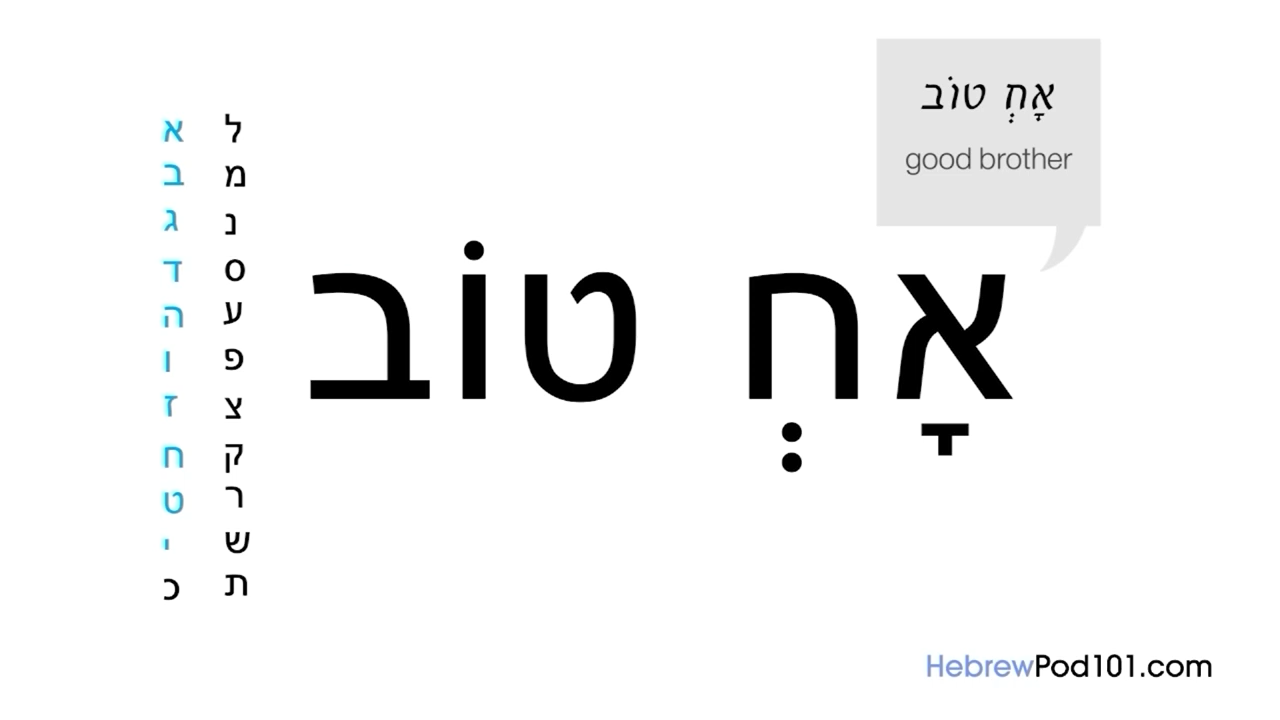 א
ב
ג
ד
ה
ו
ז
ח
ט
י
כ
ל
מ
נ
ס
ע
פ
צ
ק
ר
ש
ת
אָחְ טוֹב
אָחְ טוֹב
good brother
HebrewPod101.com